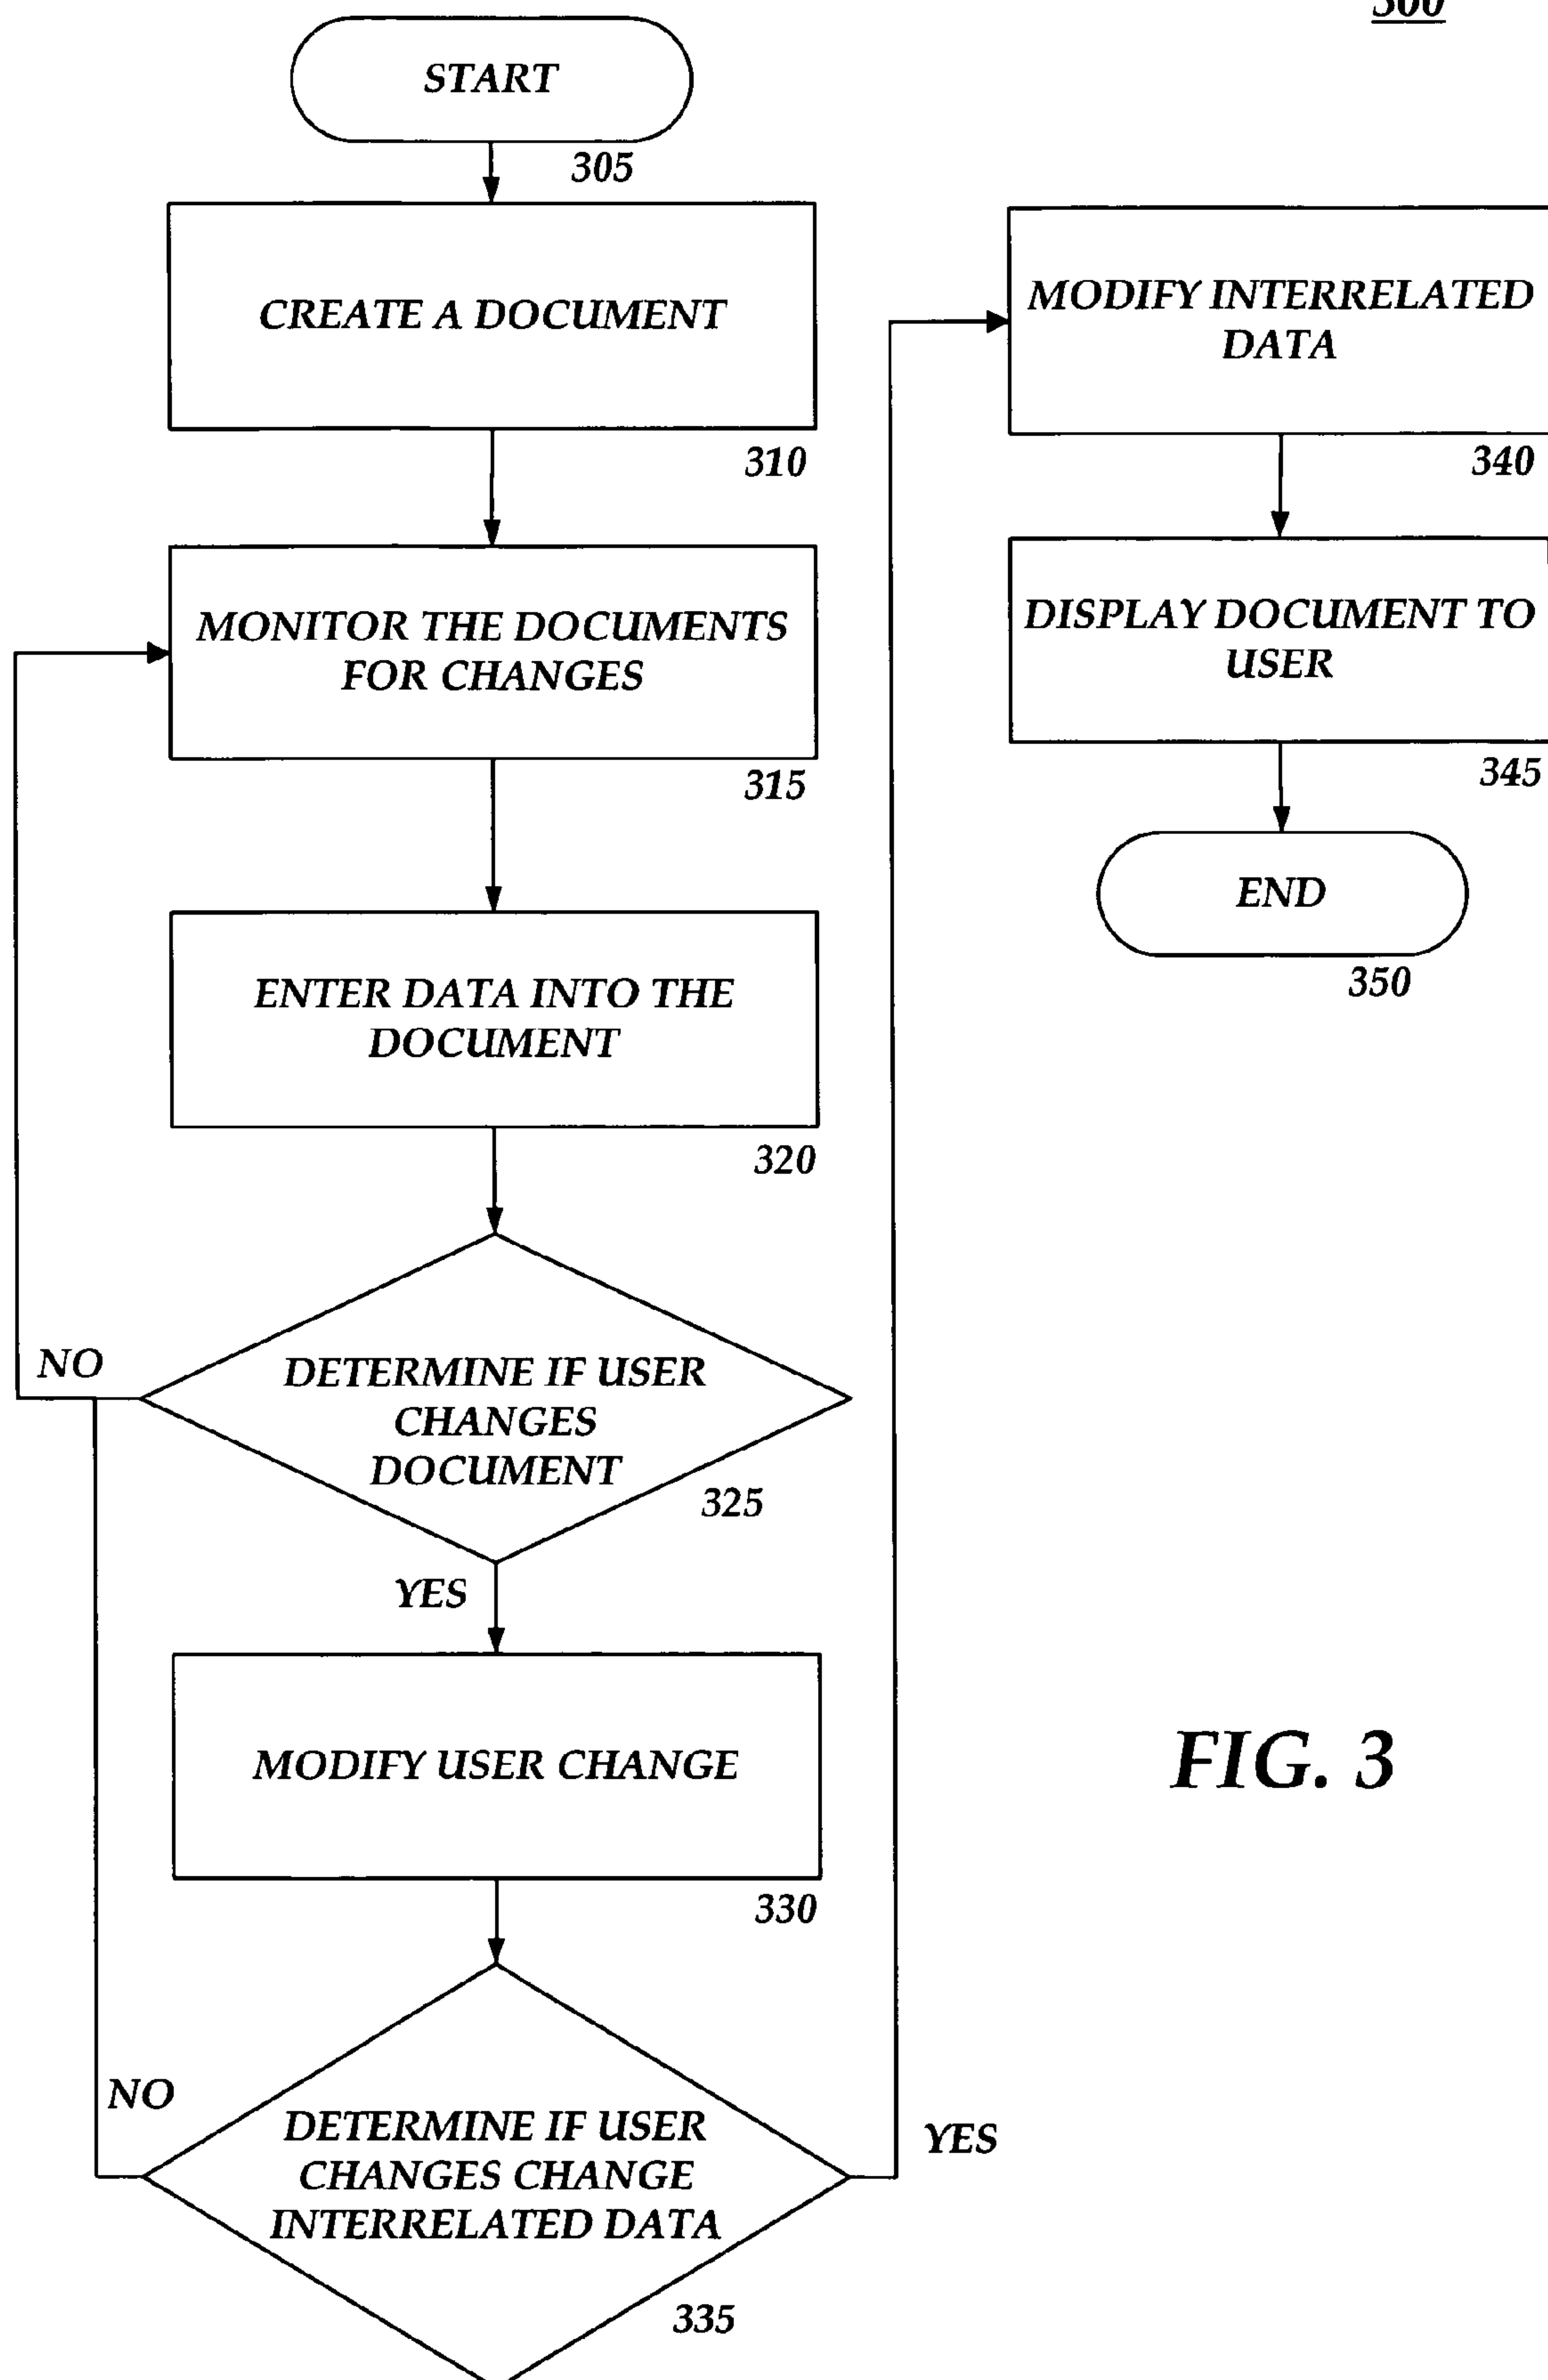 300
START
305
CREATE A DOCUMENT
310
MONITOR THE DOCUMENTS
FOR CHANGES
315
ENTER DATA INTO THE
DOCUMENT
320
NO
DETERMINE IF USER
CHANGES
DOCUMENT
325
YES
MODIFY USER CHANGE
330
NO
DETERMINE IF USER
CHANGES CHANGE
INTERRELATED DATA
335
YES
MODIFY INTERRELATED
DATA
340
DISPLAY DOCUMENT TO
USER
345
END
350
FIG. 3